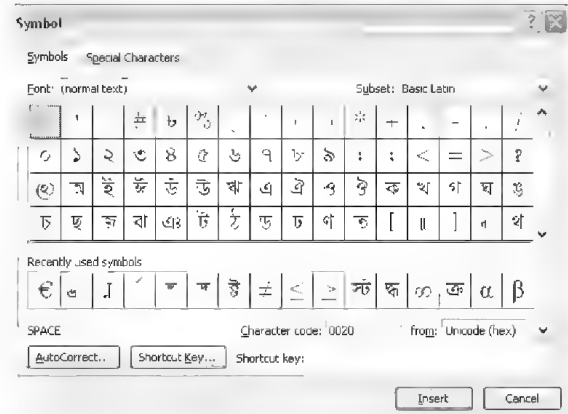 Symbol
Symbols Special Characters
Font: (normal text) Subset: Basic Latin
' # ৳ * + - /
০ ১ ২ ৩ ৪ ৫ ৬ ৭ ৮ ৯ : ; < = > ?
অ ই ঈ উ ঊ ঋ এ ঐ ও ঔ ক খ গ ঘ ঙ
চ ছ জ ঝ ঞ ট ঠ ড ঢ ণ ত [ ॥ ] থ
Recently used symbols
€ ≠ ≤ ≥ স্ট দ্ধ ∞ ক্র α β
SPACE Character code: 0020 from: Unicode (hex)
AutoCorrect... Shortcut Key... Shortcut key:
Insert Cancel